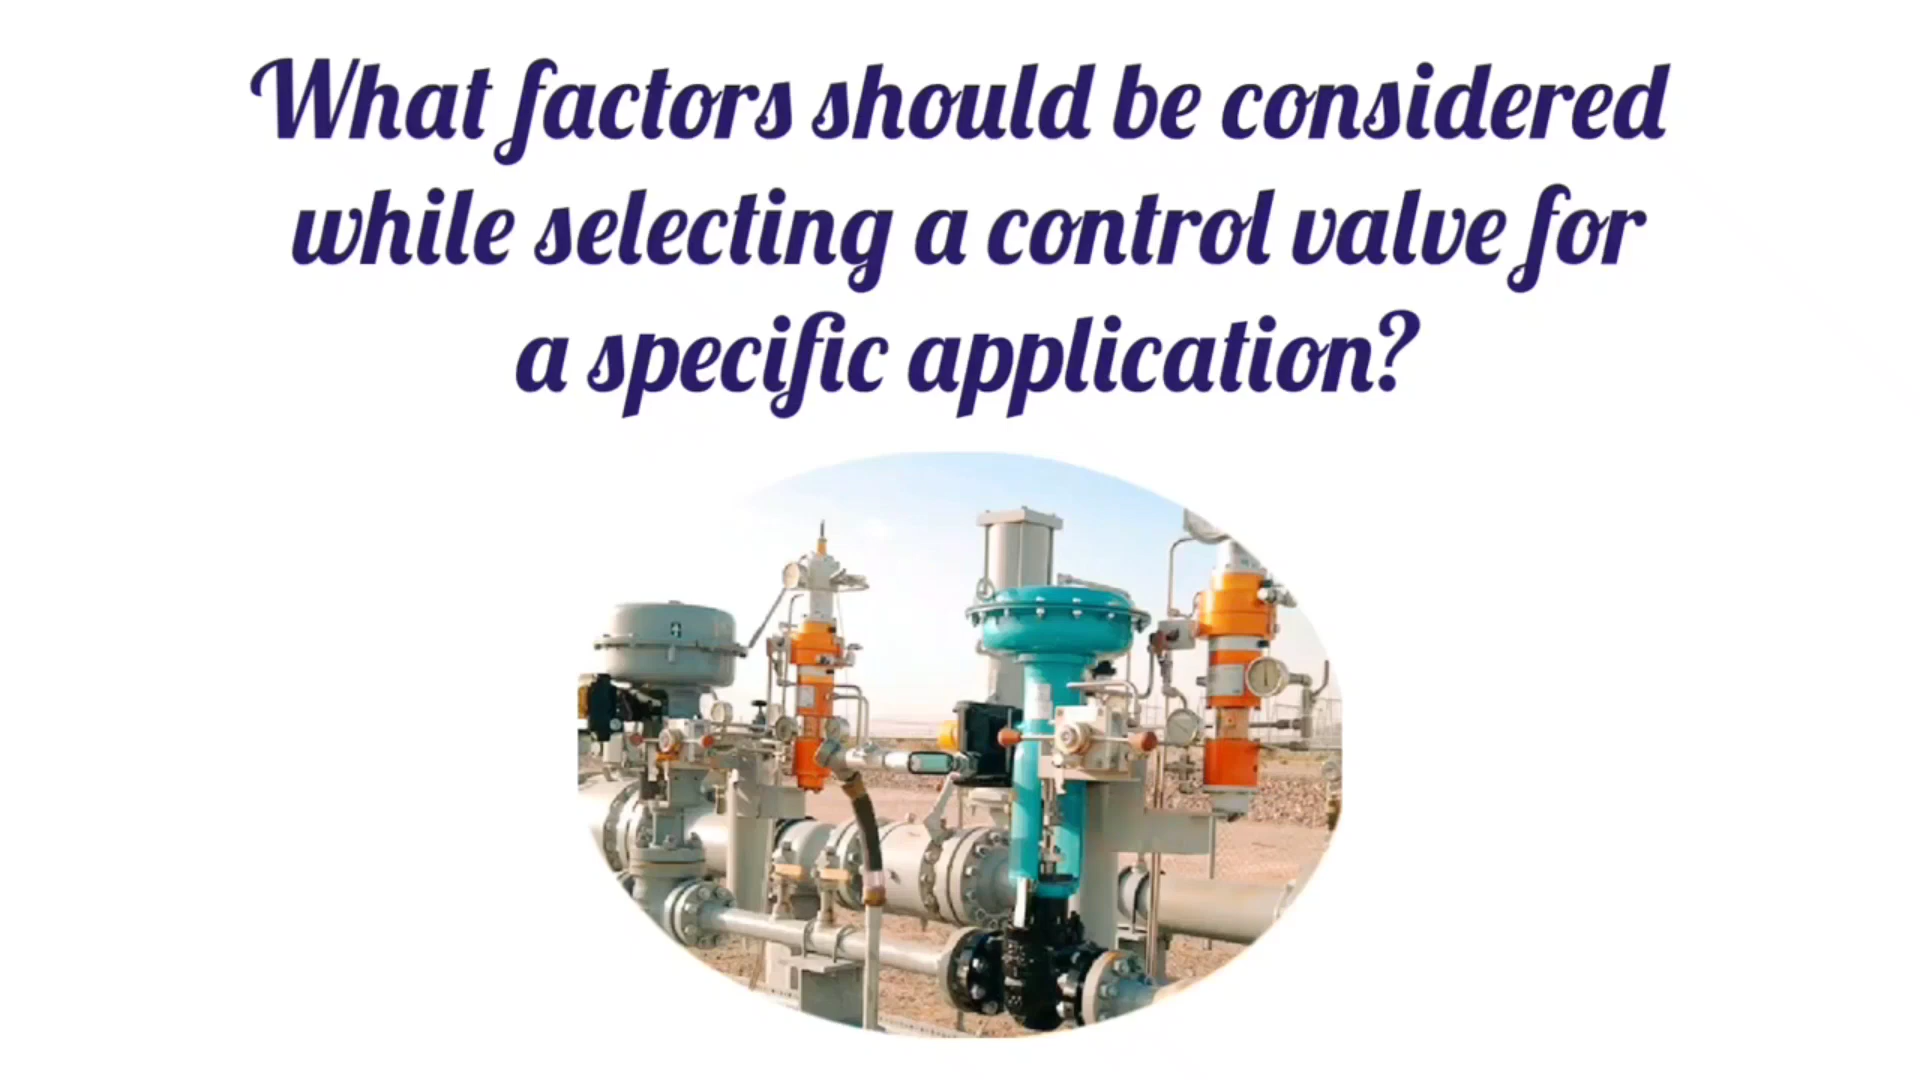 What factors should be considered
while selecting a control valve for
a specific application?